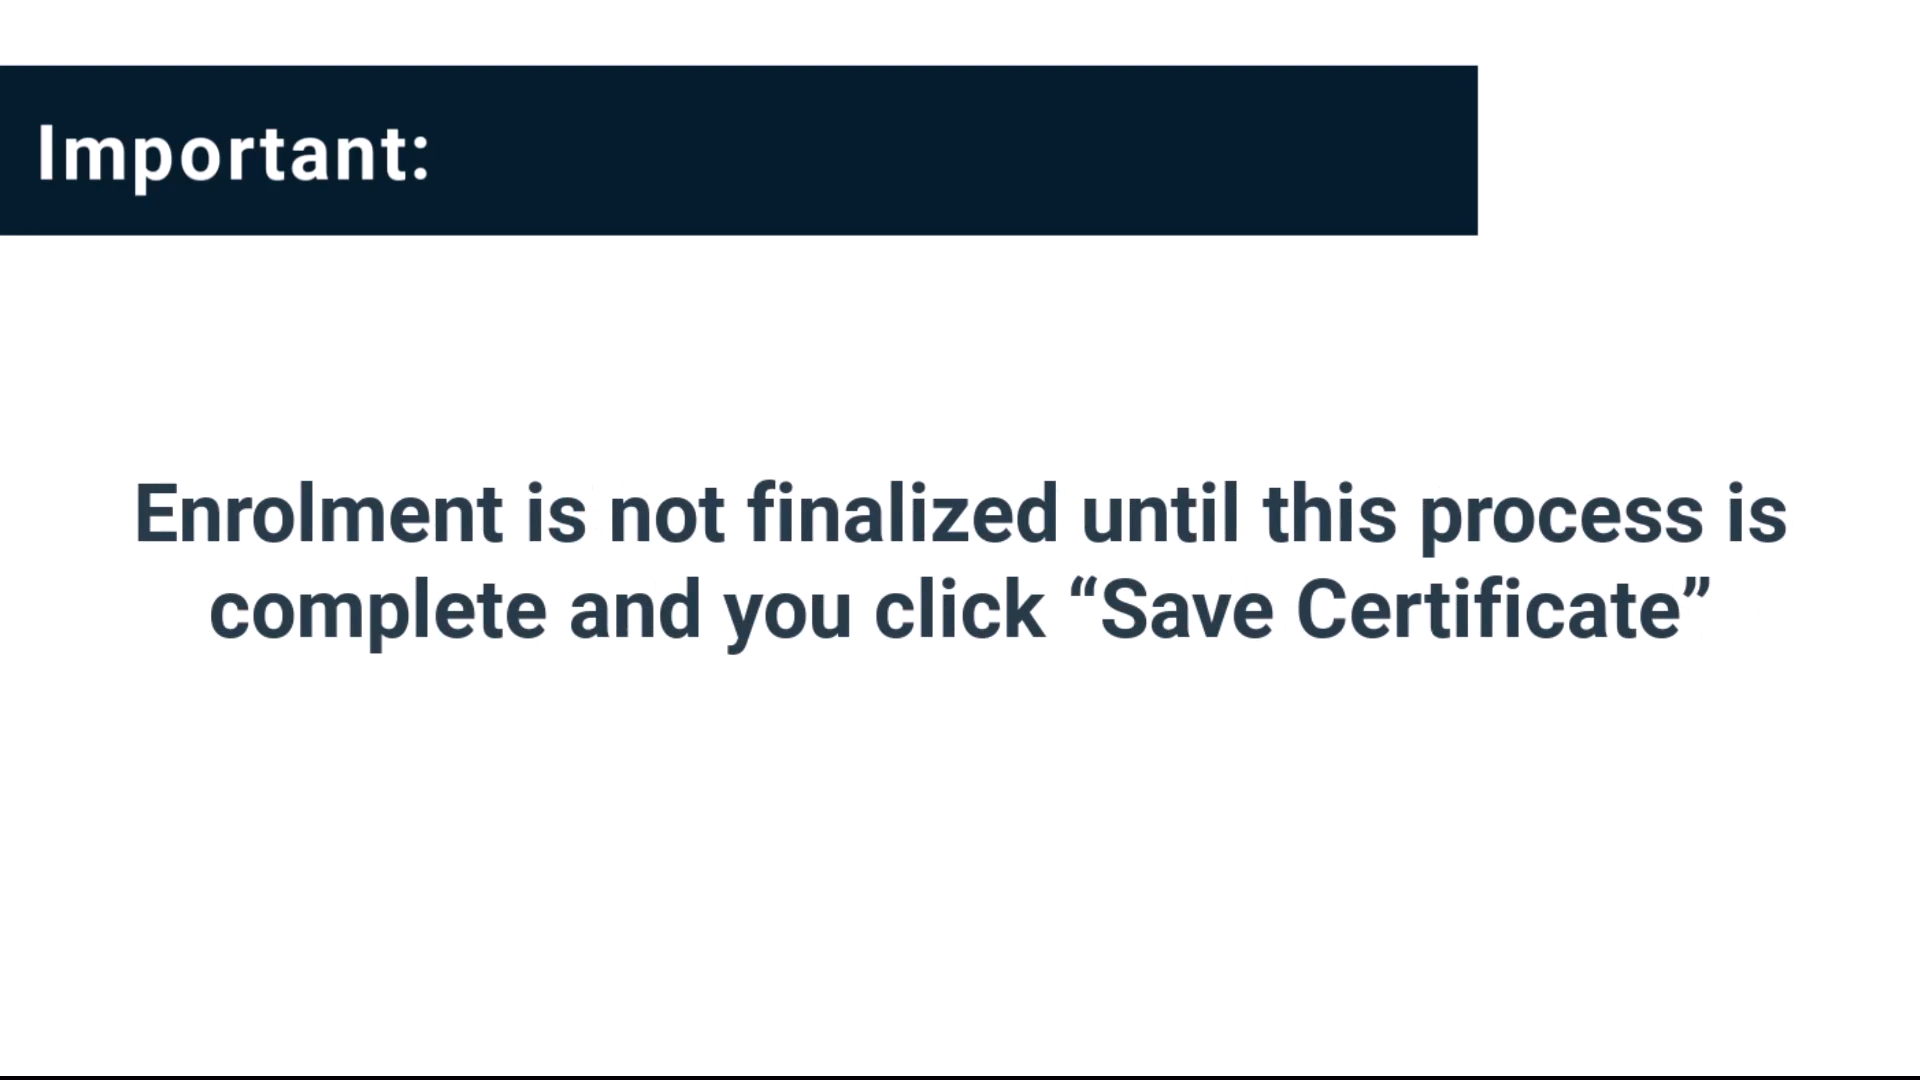 Important:
Enrolment is not finalized until this process is
complete and you click “Save Certificate”